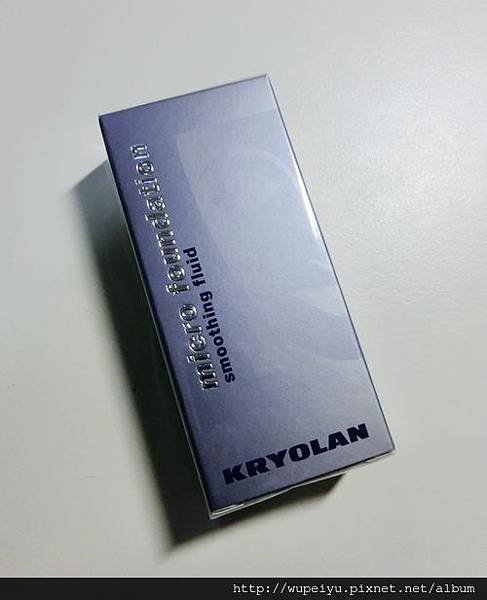 micro foundation
smoothing fluid
KRYOLAN
http://wupeiyu.pixnet.net/album